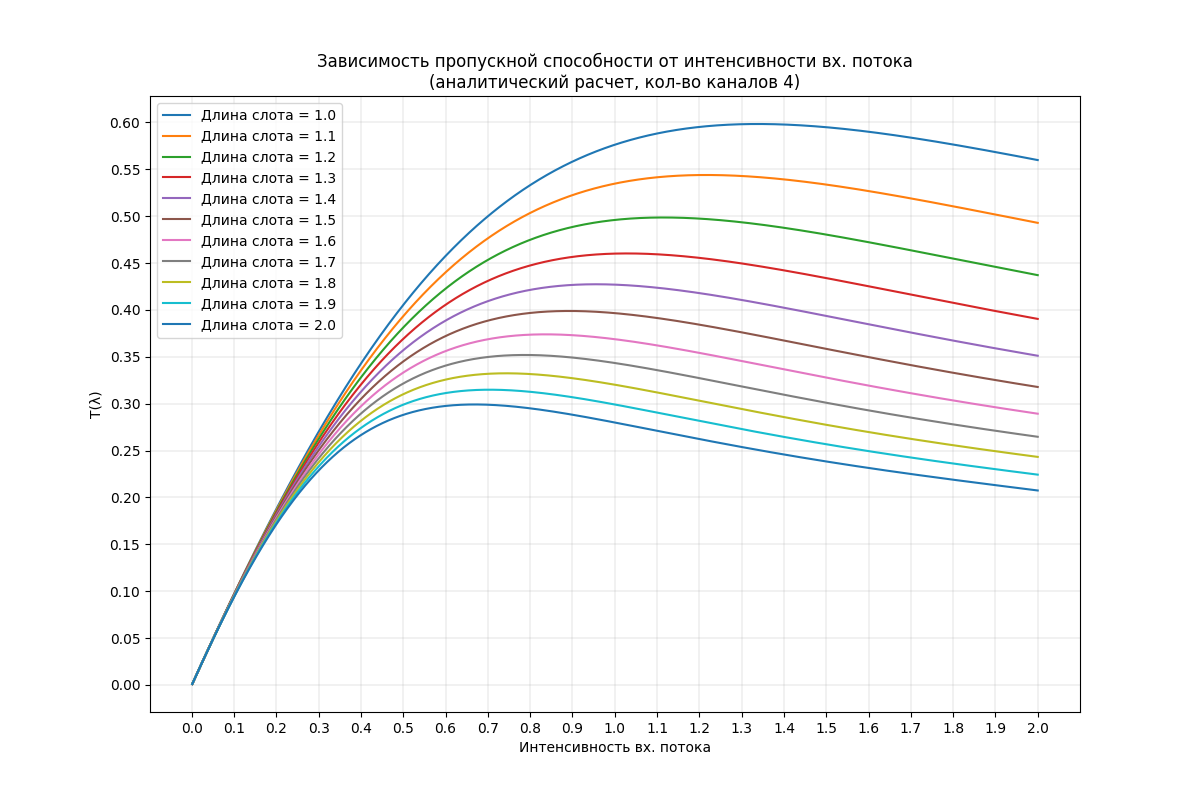 Зависимость пропускной способности от интенсивности вх. потока
(аналитический расчет, кол-во каналов 4)
Длина слота = 1.0
Длина слота = 1.1
Длина слота = 1.2
Длина слота = 1.3
Длина слота = 1.4
Длина слота = 1.5
Длина слота = 1.6
Длина слота = 1.7
Длина слота = 1.8
Длина слота = 1.9
Длина слота = 2.0
0.60
0.55
0.50
0.45
0.40
0.35
0.30
0.25
0.20
0.15
0.10
0.05
0.00
T(λ)
0.0 0.1 0.2 0.3 0.4 0.5 0.6 0.7 0.8 0.9 1.0 1.1 1.2 1.3 1.4 1.5 1.6 1.7 1.8 1.9 2.0
Интенсивность вх. потока